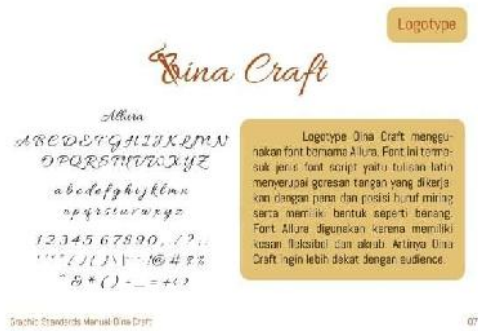 Logotype
Dina Craft
Allura
ABCDEFGHIJKLMN
OPQRSTUVWXYZ
abcdefghijklmn
opqrstuvwxyz
1234567890
Logotype Dina Craft menggu-
nakan font bernama Allura. Font ini terma-
suk jenis font script yaitu tulisan latin
menyerupai goresan tangan yang dikerja-
kan dengan pena dan posisi huruf miring
serta memiliki bentuk seperti benang.
Font Allura digunakan karena memiliki
kesan fleksibel dan akrab. Artinya Dina
Craft ingin lebih dekat dengan audience.
Graphic Standards Manual Dina Craft
07